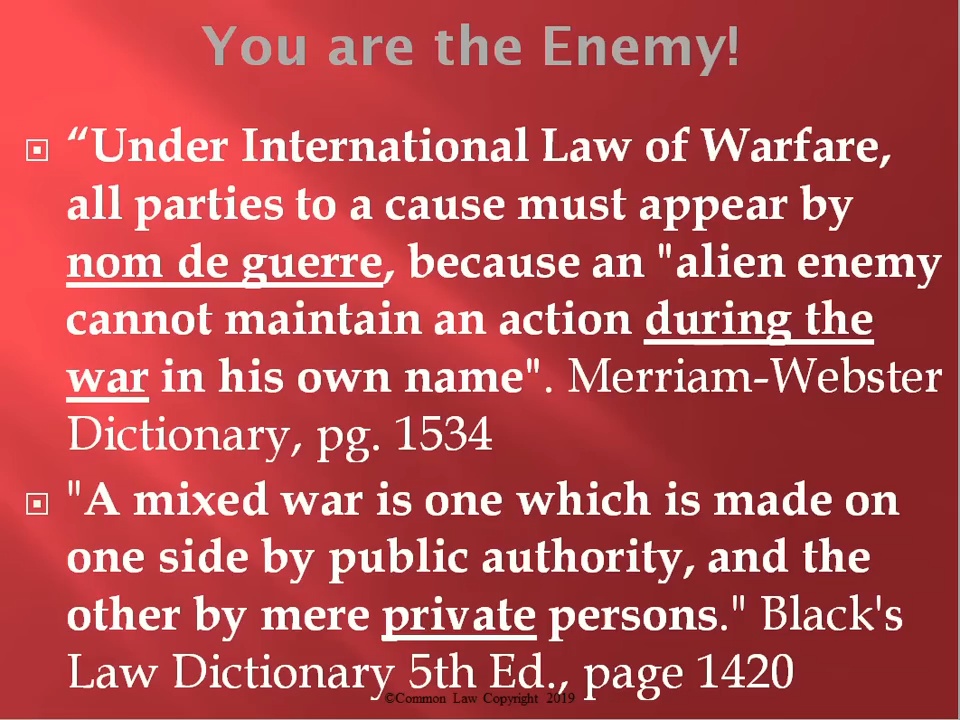 You are the Enemy!
“Under International Law of Warfare,
all parties to a cause must appear by
nom de guerre, because an "alien enemy
cannot maintain an action during the
war in his own name". Merriam-Webster
Dictionary, pg. 1534
"A mixed war is one which is made on
one side by public authority, and the
other by mere private persons." Black's
Law Dictionary 5th Ed., page 1420
©Common Law Copyright 2019